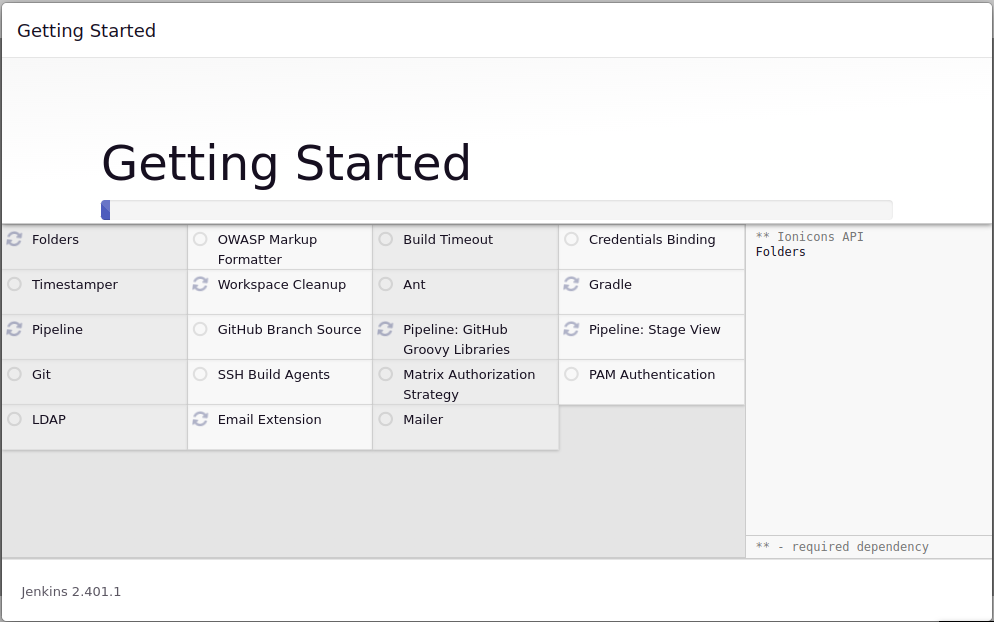 Getting Started
Getting Started
Folders
OWASP Markup
Formatter
Build Timeout
Credentials Binding
Timestamper
Workspace Cleanup
Ant
Gradle
Pipeline
GitHub Branch Source
Pipeline: GitHub
Groovy Libraries
Pipeline: Stage View
Git
SSH Build Agents
Matrix Authorization
Strategy
PAM Authentication
LDAP
Email Extension
Mailer
** Ionicons API
Folders
** - required dependency
Jenkins 2.401.1